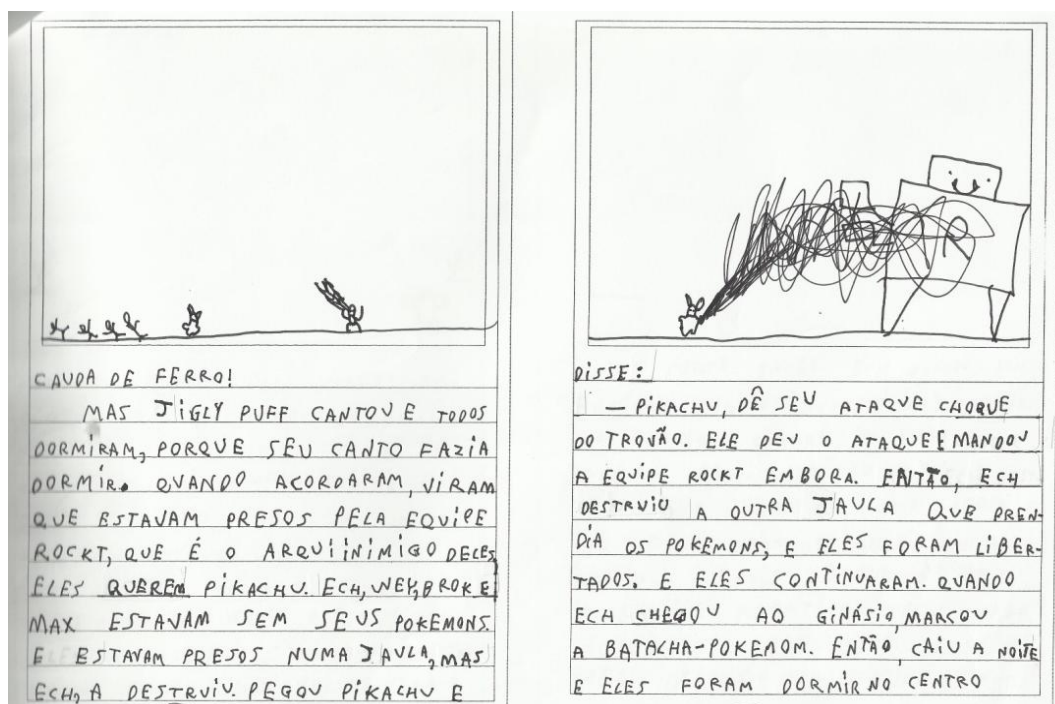 CAUDA DE FERRO!
MAS JIGLY PUFF CANTOU E TODOS
DORMIRAM, PORQUE SEU CANTO FAZIA
DORMIR. QUANDO ACORDARAM, VIRAM
QUE ESTAVAM PRESOS PELA EQUIPE
ROCKT, QUE É O ARQUIINIMIGO DELES,
ELES QUEREM PIKACHU. ECH, WEY, BROK E
MAX ESTAVAM SEM SEUS POKEMONS.
E ESTAVAM PRESOS NUMA JAULA, MAS
ECH, A DESTRUIU. PEGOU PIKACHU E
R
DISSE:
— PIKACHU, DÊ SEU ATAQUE CHOQUE
DO TROVÃO. ELE DEU O ATAQUE E MANDOU
A EQUIPE ROCKT EMBORA. ENTÃO, ECH
DESTRUIU A OUTRA JAULA QUE PREN-
DIA OS POKEMONS, E ELES FORAM LIBER-
TADOS. E ELES CONTINUARAM. QUANDO
ECH CHEGOU AO GINÁSIO, MARCOU
A BATACHA-POKEMOM. ENTÃO, CAIU A NOITE
E ELES FORAM DORMIR NO CENTRO